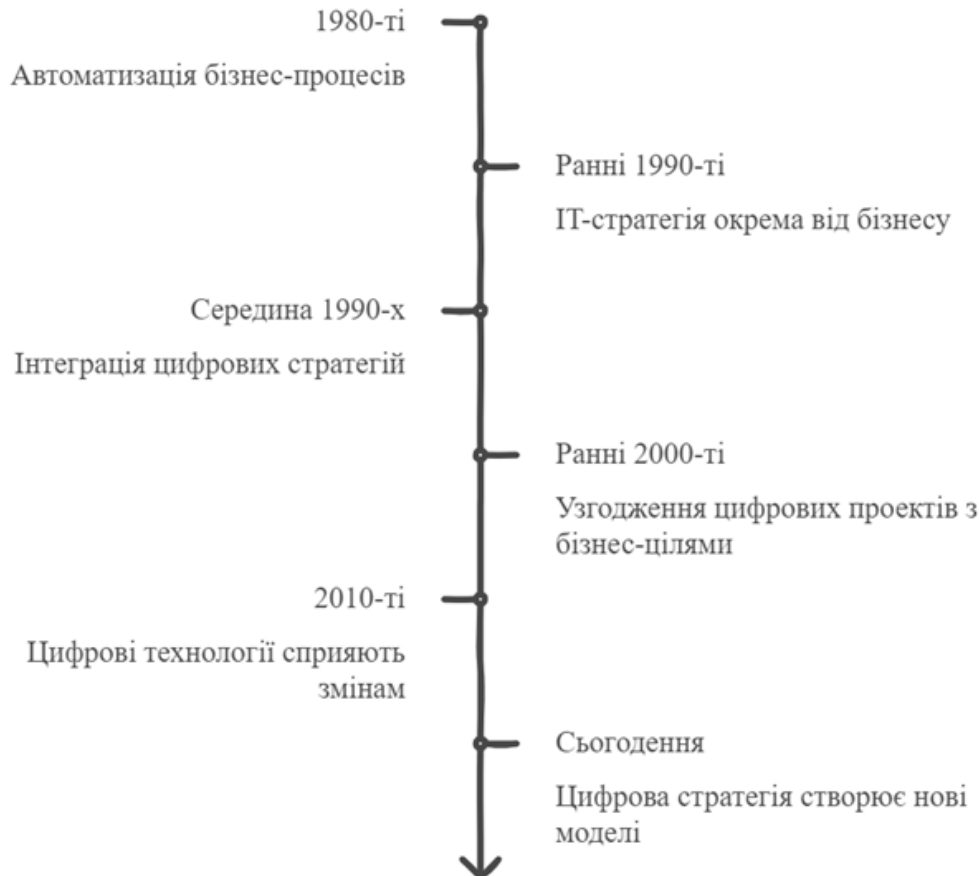 1980-ті
Автоматизація бізнес-процесів
Ранні 1990-ті
ІТ-стратегія окрема від бізнесу
Середина 1990-х
Інтеграція цифрових стратегій
Ранні 2000-ті
Узгодження цифрових проектів з
бізнес-цілями
2010-ті
Цифрові технології сприяють
змінам
Сьогодення
Цифрова стратегія створює нові
моделі